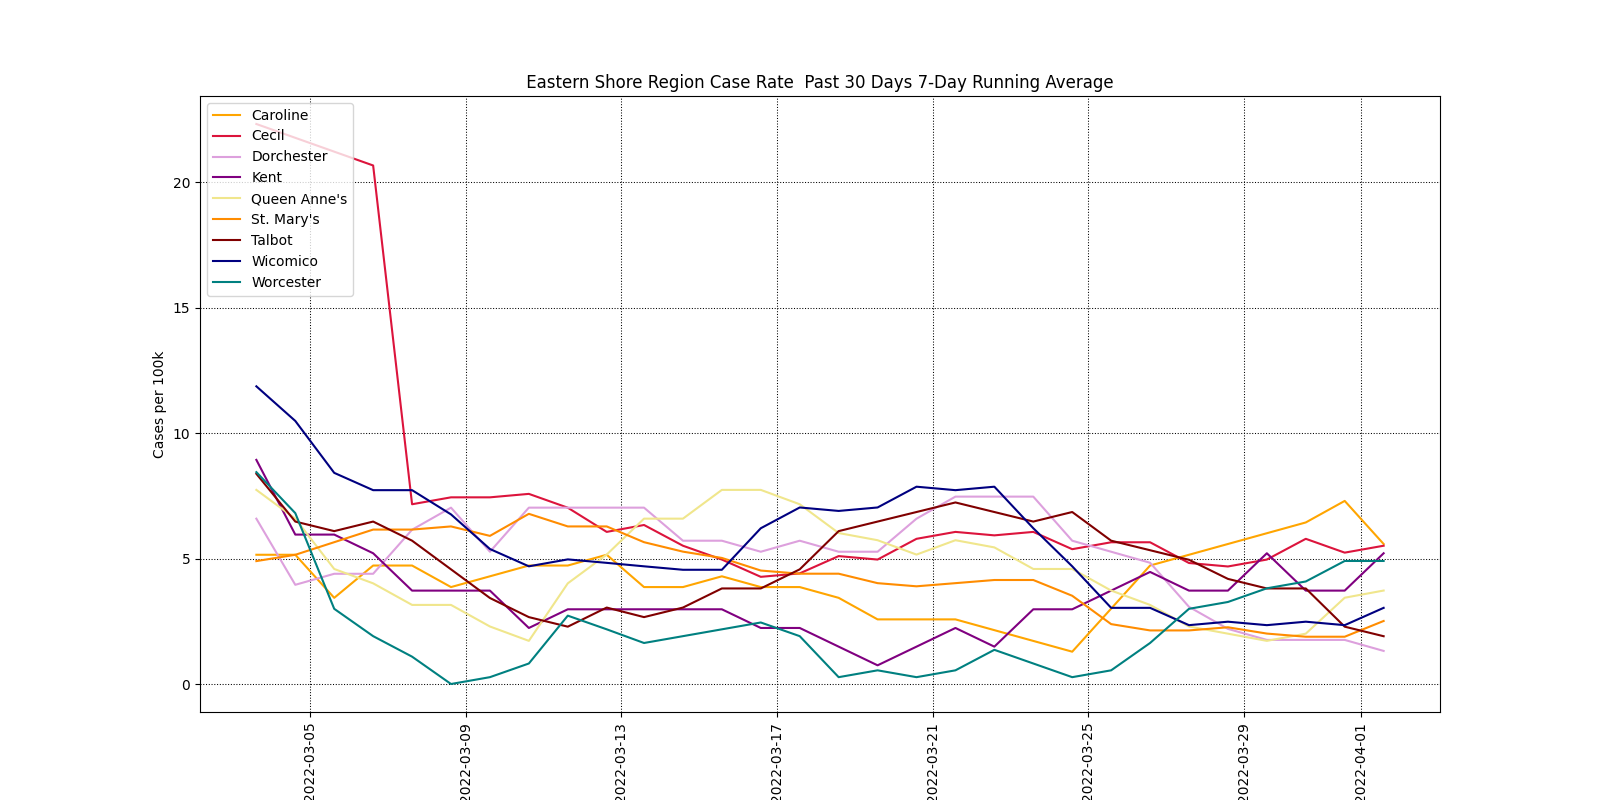 Eastern Shore Region Case Rate  Past 30 Days 7-Day Running Average
Caroline
Cecil
Dorchester
Kent
Queen Anne's
St. Mary's
Talbot
Wicomico
Worcester
Cases per 100k
20
15
10
5
0
2022-03-05
2022-03-09
2022-03-13
2022-03-17
2022-03-21
2022-03-25
2022-03-29
2022-04-01